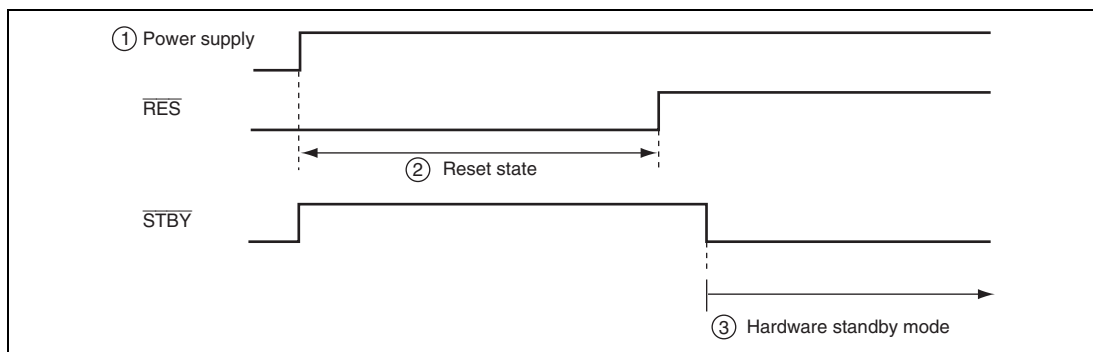 ① Power supply
RES
② Reset state
STBY
③ Hardware standby mode